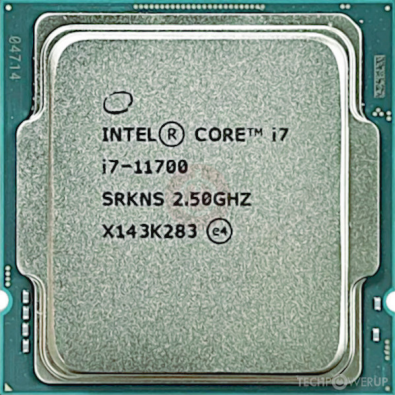 04714
INTEL® CORE™ i7
i7-11700
SRKNS 2.50GHZ
X143K283 e4
TECHPOWERUP